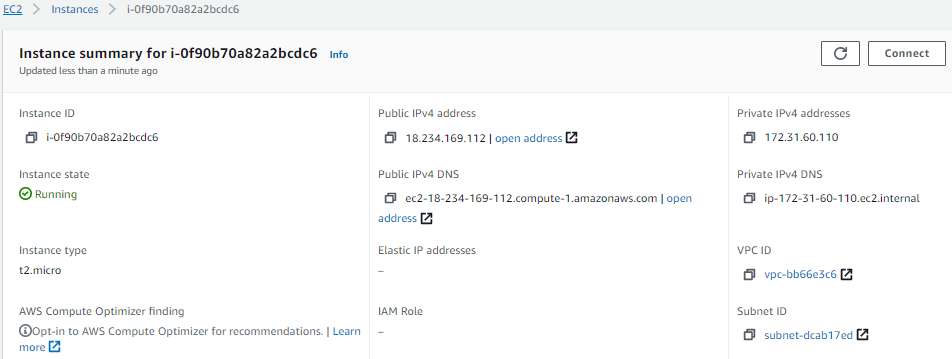 EC2 > Instances > i-0f90b70a82a2bcdc6
Instance summary for i-0f90b70a82a2bcdc6 Info
Updated less than a minute ago
Connect
Instance ID
i-0f90b70a82a2bcdc6
Public IPv4 address
18.234.169.112 | open address
Private IPv4 addresses
172.31.60.110
Instance state
Running
Public IPv4 DNS
ec2-18-234-169-112.compute-1.amazonaws.com | open
address
Private IPv4 DNS
ip-172-31-60-110.ec2.internal
Instance type
t2.micro
Elastic IP addresses
–
VPC ID
vpc-bb66e3c6
AWS Compute Optimizer finding
Opt-in to AWS Compute Optimizer for recommendations. | Learn
more
IAM Role
–
Subnet ID
subnet-dcab17ed